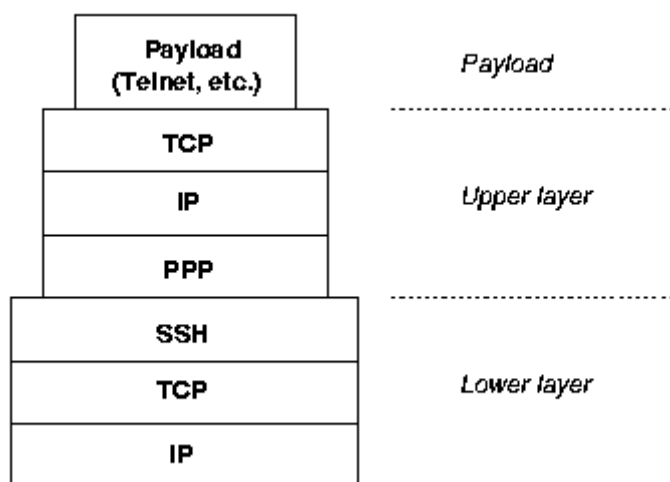 Payload
(Telnet, etc.)
Payload
TCP
IP
Upper layer
PPP
SSH
TCP
Lower layer
IP